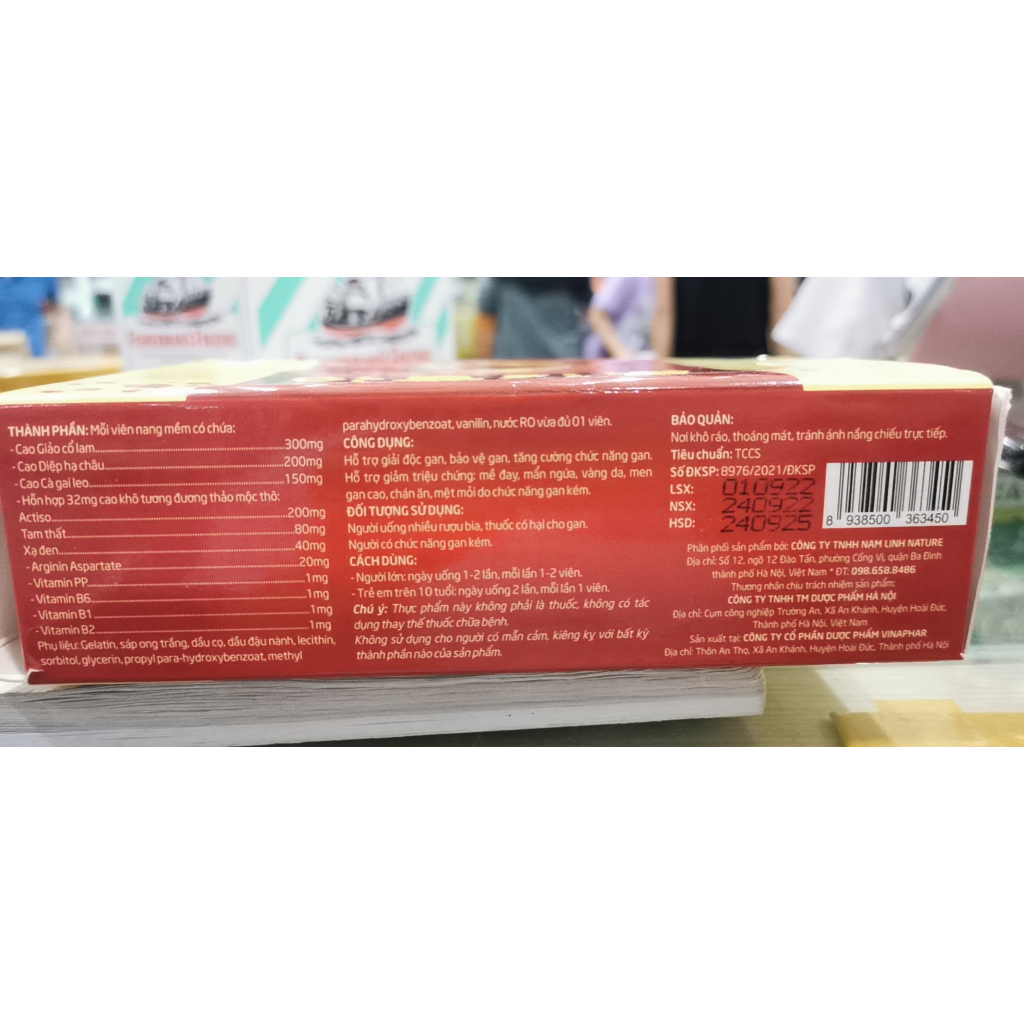 FISHERMAN'S FRIEND
THÀNH PHẦN: Mỗi viên nang mềm có chứa:
- Cao Giảo cổ lam 300mg
- Cao Diệp hạ châu 200mg
- Cao Cà gai leo 150mg
- Hỗn hợp 32mg cao khô tương đương thảo mộc thô:
Actiso 200mg
Tam thất 80mg
Xạ đen 40mg
- Arginin Aspartate 20mg
- Vitamin PP 1mg
- Vitamin B6 1mg
- Vitamin B1 1mg
- Vitamin B2 1mg
Phụ liệu: Gelatin, sáp ong trắng, dầu cọ, dầu đậu nành, lecithin,
sorbitol, glycerin, propyl para-hydroxybenzoat, methyl
parahydroxybenzoat, vanilin, nước RO vừa đủ 01 viên.
CÔNG DỤNG:
Hỗ trợ giải độc gan, bảo vệ gan, tăng cường chức năng gan.
Hỗ trợ giảm triệu chứng: mề đay, mẩn ngứa, vàng da, men
gan cao, chán ăn, mệt mỏi do chức năng gan kém.
ĐỐI TƯỢNG SỬ DỤNG:
Người uống nhiều rượu bia, thuốc có hại cho gan.
Người có chức năng gan kém.
CÁCH DÙNG:
- Người lớn: ngày uống 1-2 lần, mỗi lần 1-2 viên.
- Trẻ em trên 10 tuổi: ngày uống 2 lần, mỗi lần 1 viên.
Chú ý: Thực phẩm này không phải là thuốc, không có tác
dụng thay thế thuốc chữa bệnh.
Không sử dụng cho người có mẫn cảm, kiêng kỵ với bất kỳ
thành phần nào của sản phẩm.
BẢO QUẢN:
Nơi khô ráo, thoáng mát, tránh ánh nắng chiếu trực tiếp.
Tiêu chuẩn: TCCS
Số ĐKSP: 8976/2021/ĐKSP
LSX: 010922
NSX: 240922
HSD: 240925
8 938500 363450
Phân phối sản phẩm bởi: CÔNG TY TNHH NAM LINH NATURE
Địa chỉ: Số 12, ngõ 12 Đào Tấn, phường Cống Vị, quận Ba Đình
thành phố Hà Nội, Việt Nam * ĐT: 098.658.8486
Thương nhân chịu trách nhiệm sản phẩm:
CÔNG TY TNHH TM DƯỢC PHẨM HÀ NỘI
Địa chỉ: Cụm công nghiệp Trường An, Xã An Khánh, Huyện Hoài Đức,
Thành phố Hà Nội, Việt Nam
Sản xuất tại: CÔNG TY CỔ PHẦN DƯỢC PHẨM VINAPHAR
Địa chỉ: Thôn An Thọ, Xã An Khánh, Huyện Hoài Đức, Thành phố Hà Nội